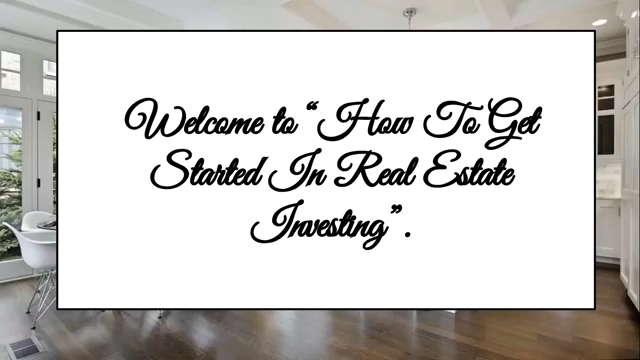 Welcome to “How To Get
Started In Real Estate
Investing”.